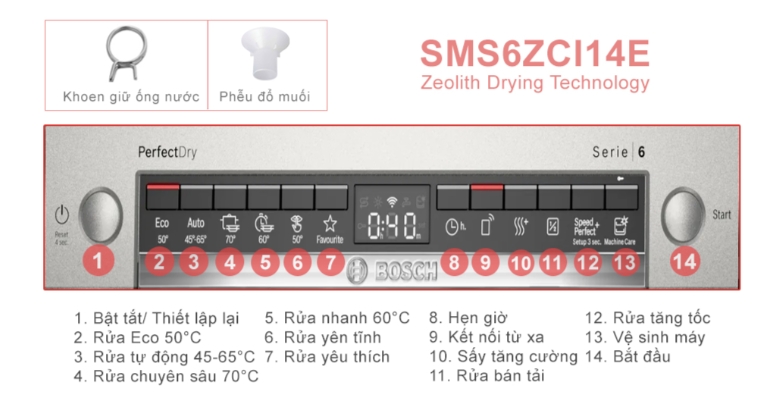 SMS6ZCI14E
Zeolith Drying Technology
Khoen giữ ống nước
Phễu đổ muối
PerfectDry
Serie 6
Eco 50°
Auto 45°-65°
70°
60°
50°
Favourite
0:40
h.
Speed Perfect +
Setup 3 sec.
Machine Care
Reset 4 sec.
Start
BOSCH
1 2 3 4 5 6 7 8 9 10 11 12 13 14
1. Bật tắt/ Thiết lập lại
2. Rửa Eco 50°C
3. Rửa tự động 45-65°C
4. Rửa chuyên sâu 70°C
5. Rửa nhanh 60°C
6. Rửa yên tĩnh
7. Rửa yêu thích
8. Hẹn giờ
9. Kết nối từ xa
10. Sấy tăng cường
11. Rửa bán tải
12. Rửa tăng tốc
13. Vệ sinh máy
14. Bắt đầu